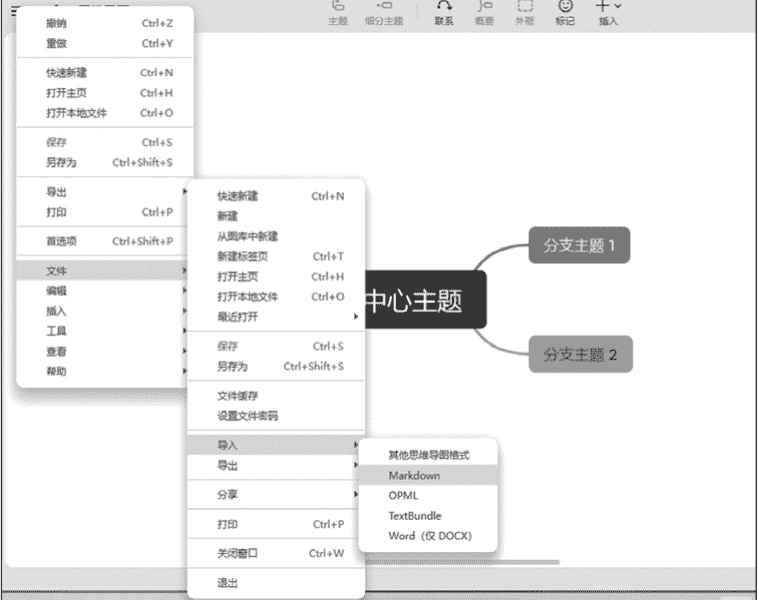 主题 细分主题 联系 概要 外框 标记 插入
撤销 Ctrl+Z
重做 Ctrl+Y
快速新建 Ctrl+N
打开主页 Ctrl+H
打开本地文件 Ctrl+O
保存 Ctrl+S
另存为 Ctrl+Shift+S
导出
打印 Ctrl+P
首选项 Ctrl+Shift+P
文件
编辑
插入
工具
查看
帮助
快速新建 Ctrl+N
新建
从图库中新建
新建标签页 Ctrl+T
打开主页 Ctrl+H
打开本地文件 Ctrl+O
最近打开
保存 Ctrl+S
另存为 Ctrl+Shift+S
文件缓存
设置文件密码
导入
导出
分享
打印 Ctrl+P
关闭窗口 Ctrl+W
退出
其他思维导图格式
Markdown
OPML
TextBundle
Word（仅 DOCX）
中心主题
分支主题 1
分支主题 2